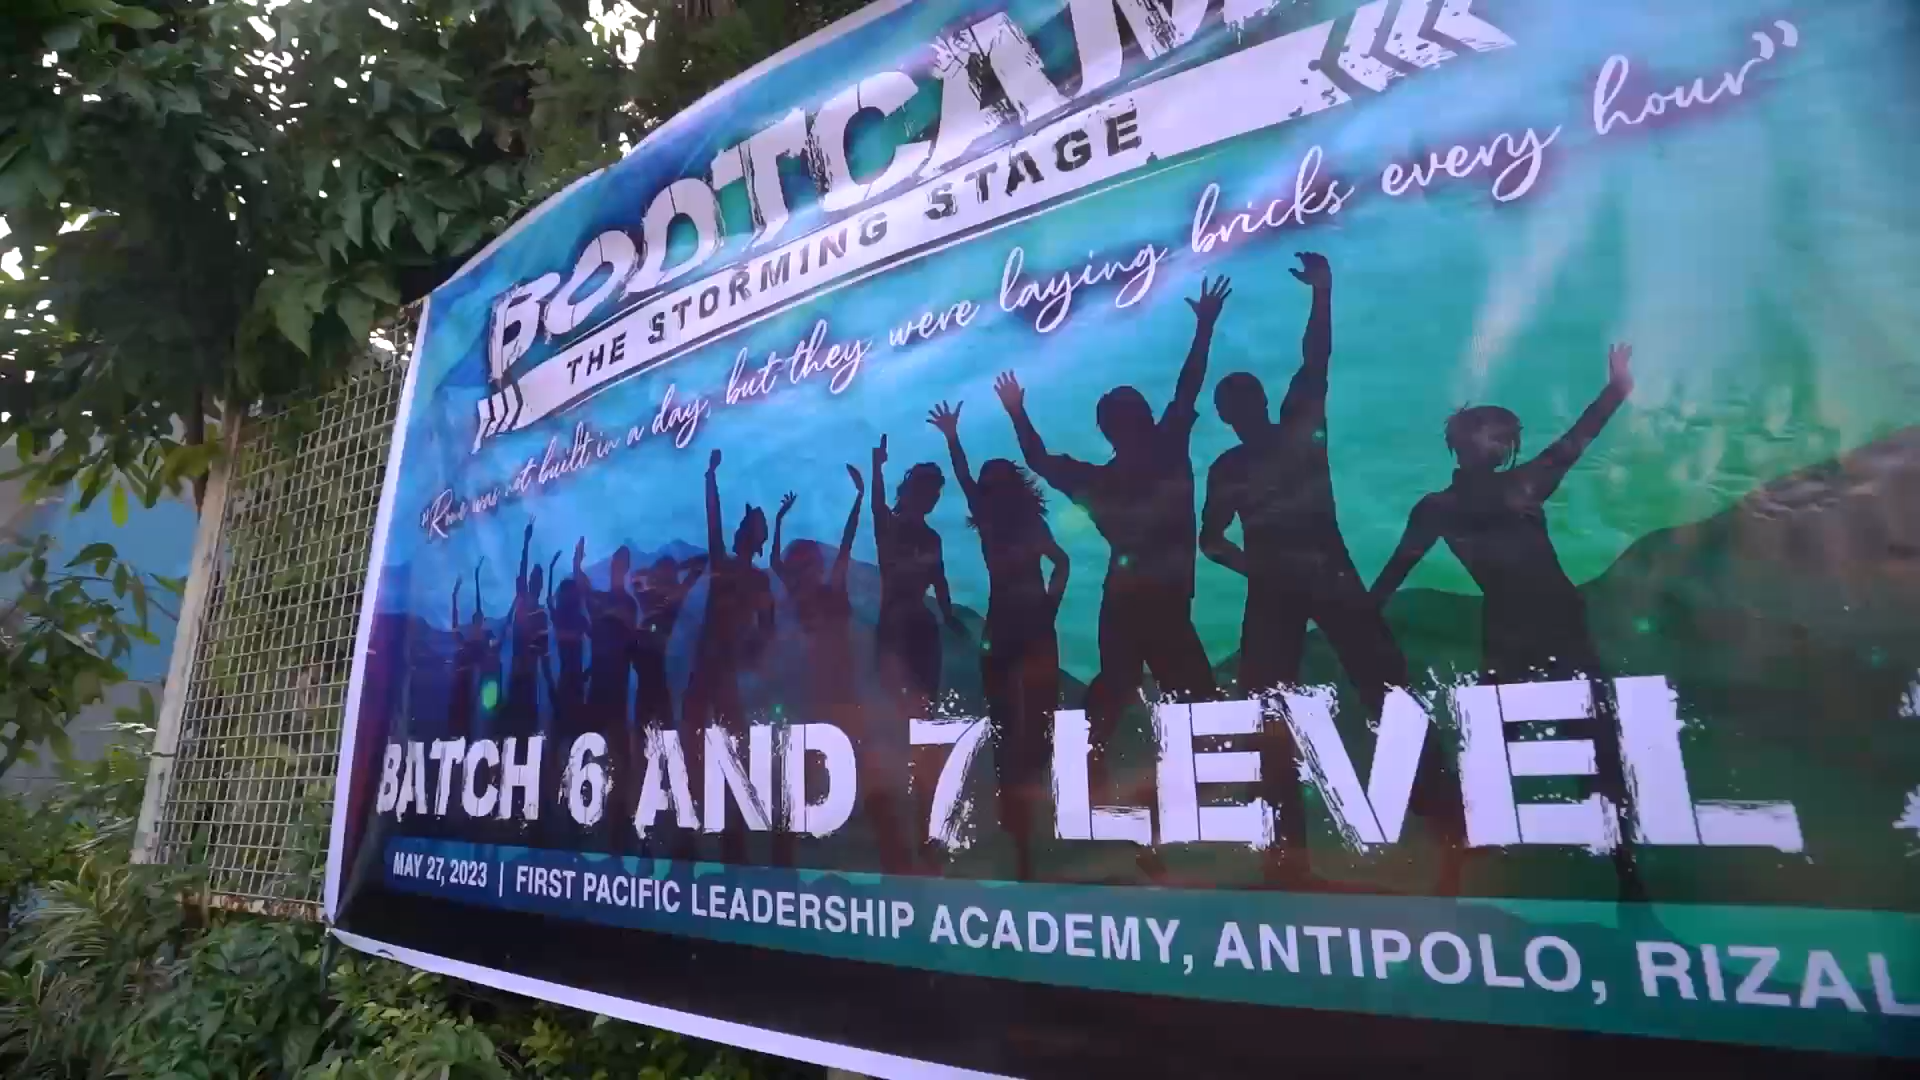 BOOTCAM
THE STORMING STAGE
"Rome was not built in a day, but they were laying bricks every hour"
BATCH 6 AND 7 LEVEL
MAY 27, 2023 | FIRST PACIFIC LEADERSHIP ACADEMY, ANTIPOLO, RIZAL